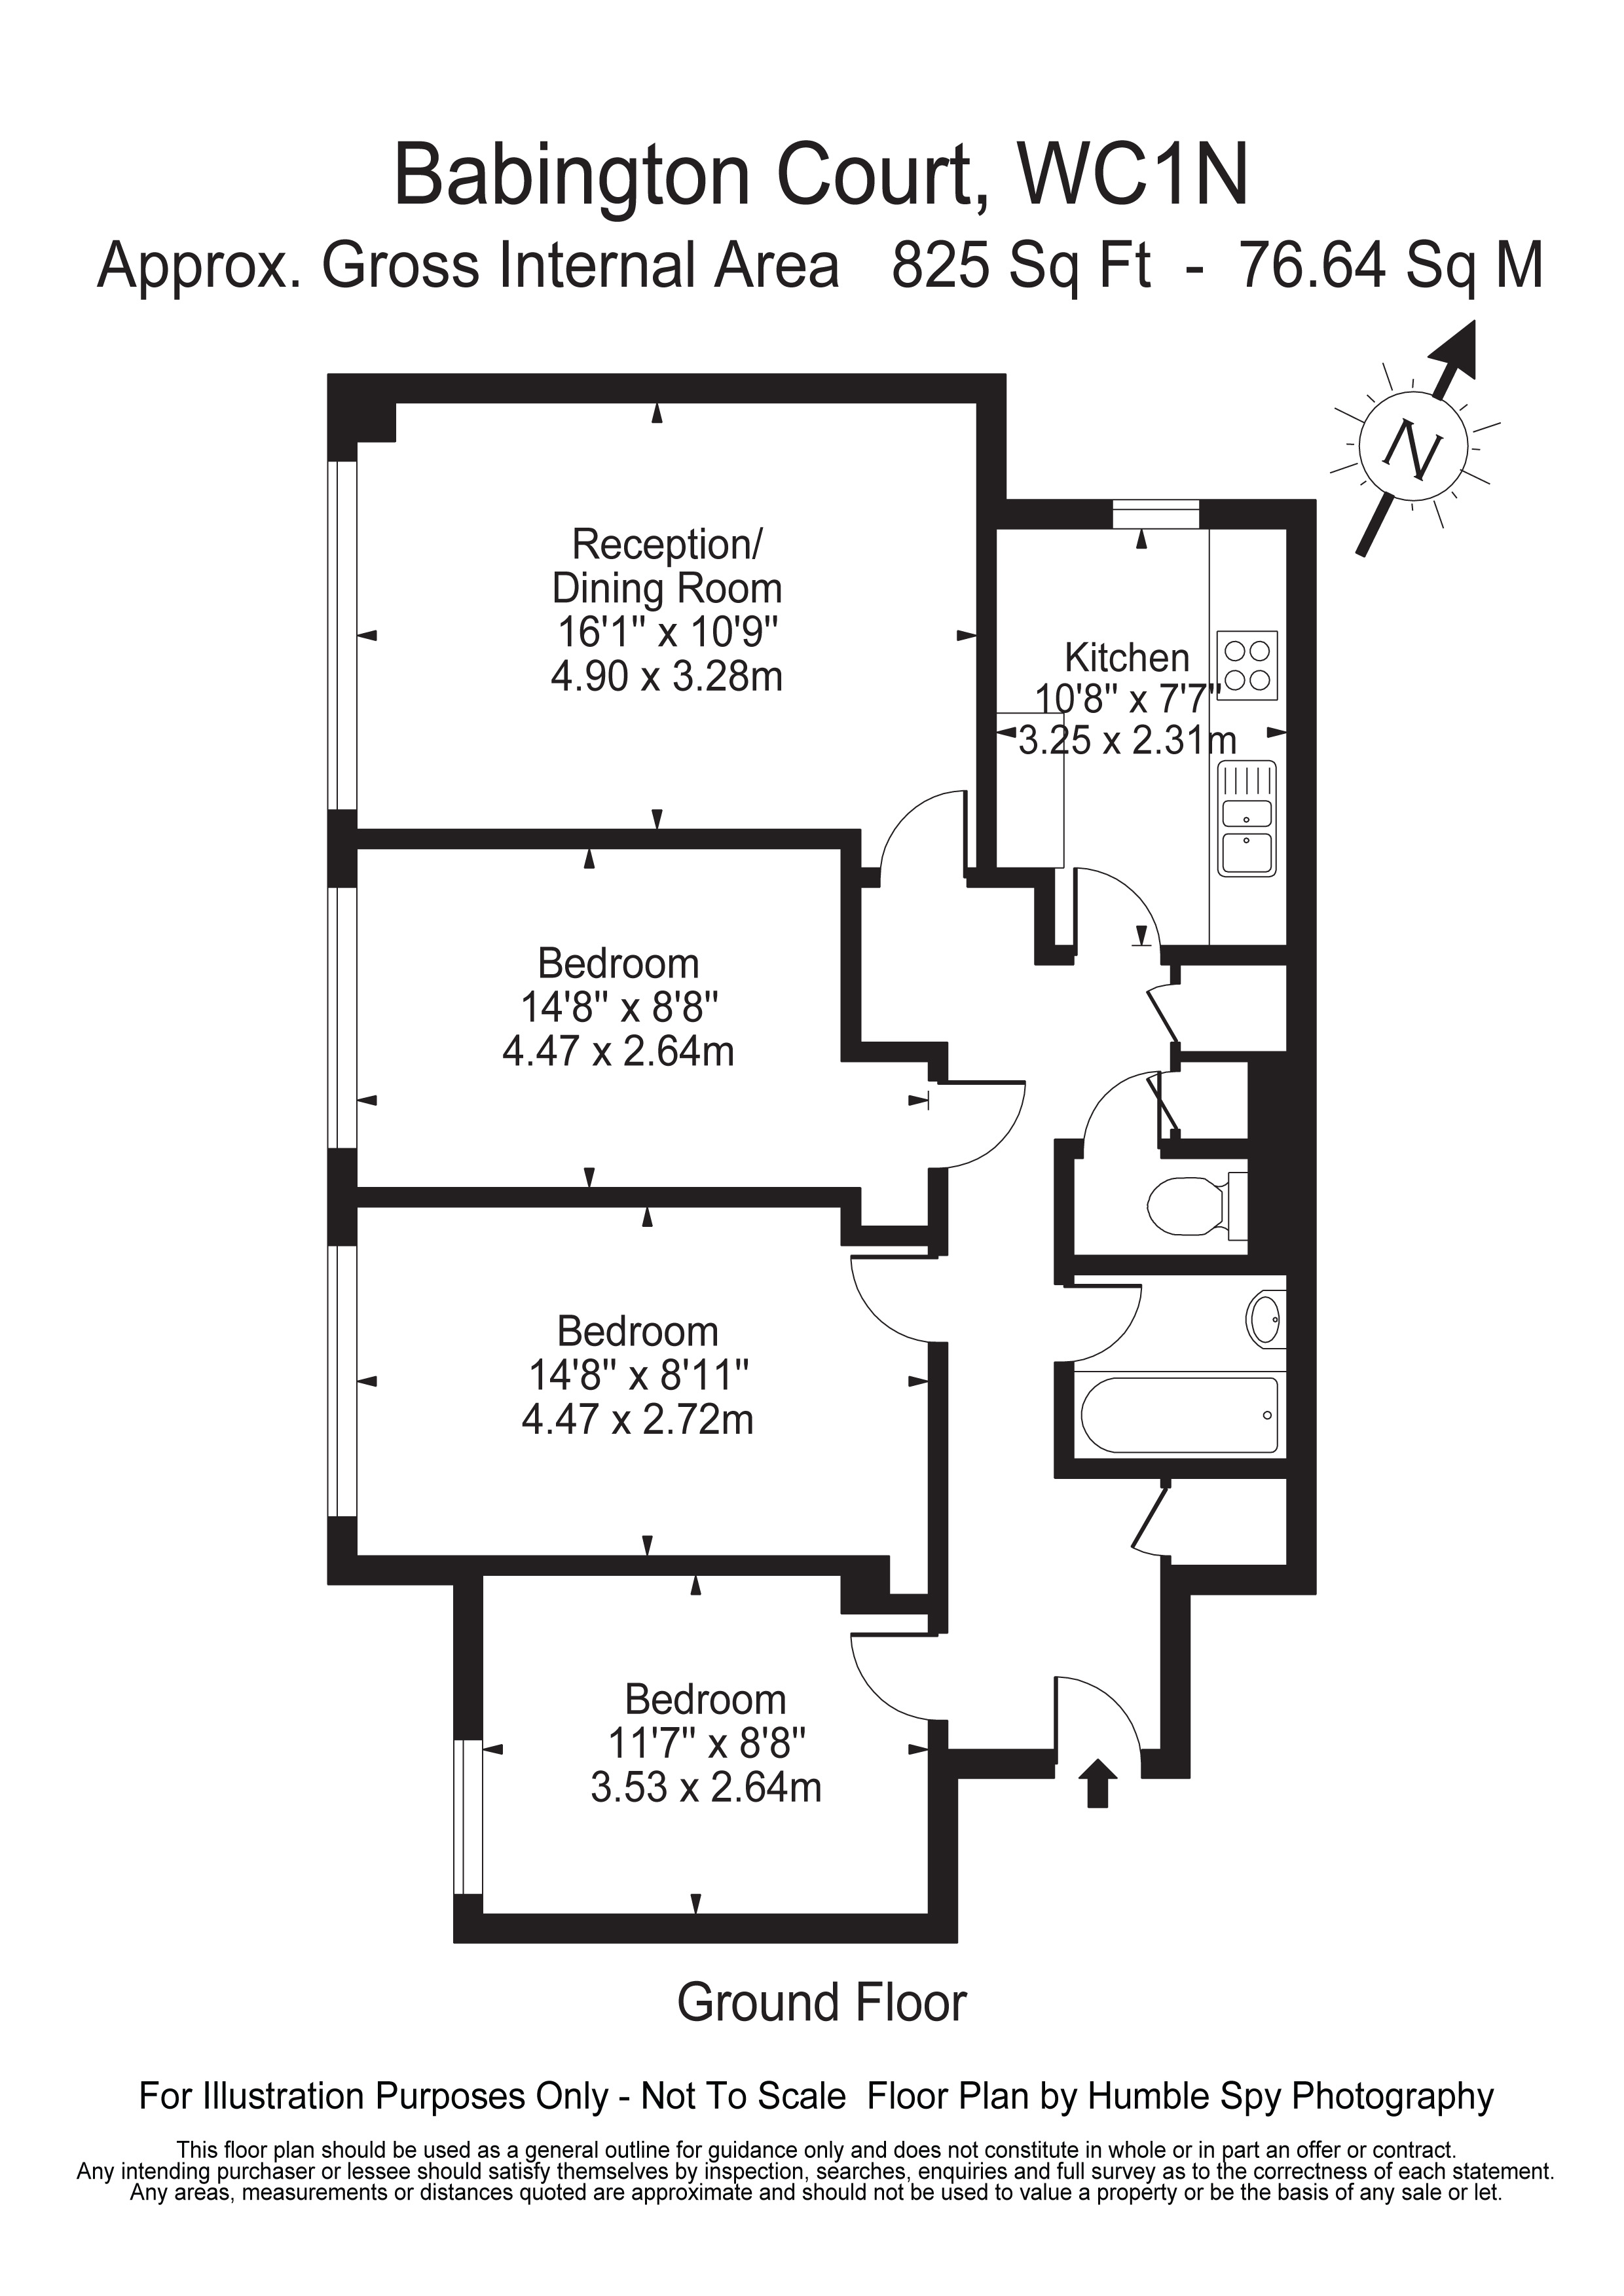 Babington Court, WC1N
Approx. Gross Internal Area 825 Sq Ft - 76.64 Sq M
N
Reception/
Dining Room
16'1" x 10'9"
4.90 x 3.28m
Kitchen
10'8" x 7'7"
3.25 x 2.31m
Bedroom
14'8" x 8'8"
4.47 x 2.64m
Bedroom
14'8" x 8'11"
4.47 x 2.72m
Bedroom
11'7" x 8'8"
3.53 x 2.64m
Ground Floor
For Illustration Purposes Only - Not To Scale Floor Plan by Humble Spy Photography
This floor plan should be used as a general outline for guidance only and does not constitute in whole or in part an offer or contract.
Any intending purchaser or lessee should satisfy themselves by inspection, searches, enquiries and full survey as to the correctness of each statement.
Any areas, measurements or distances quoted are approximate and should not be used to value a property or be the basis of any sale or let.